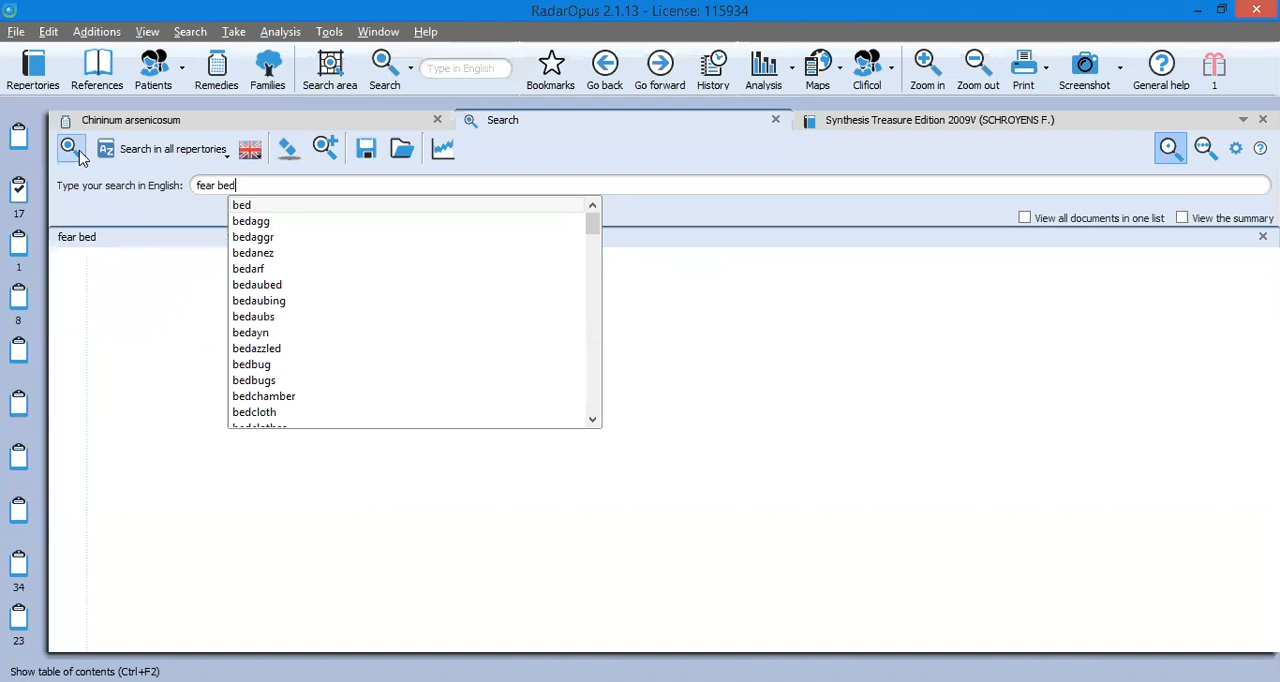 RadarOpus 2.1.13 - License: 115934
File Edit Additions View Search Take Analysis Tools Window Help
Type in English
Repertories References Patients Remedies Families Search area Search Bookmarks Go back Go forward History Analysis Maps Clificol Zoom in Zoom out Print Screenshot General help 1
Chininum arsenicosum Search Synthesis Treasure Edition 2009V (SCHROYENS F.)
AZ Search in all repertories
Type your search in English: fear bed
bed
View all documents in one list View the summary
fear bed
bedagg
bedaggr
bedanez
bedarf
bedaubed
bedaubing
bedaubs
bedayn
bedazzled
bedbug
bedbugs
bedchamber
bedcloth
bedclothes
17
1
8
34
23
Show table of contents (Ctrl+F2)